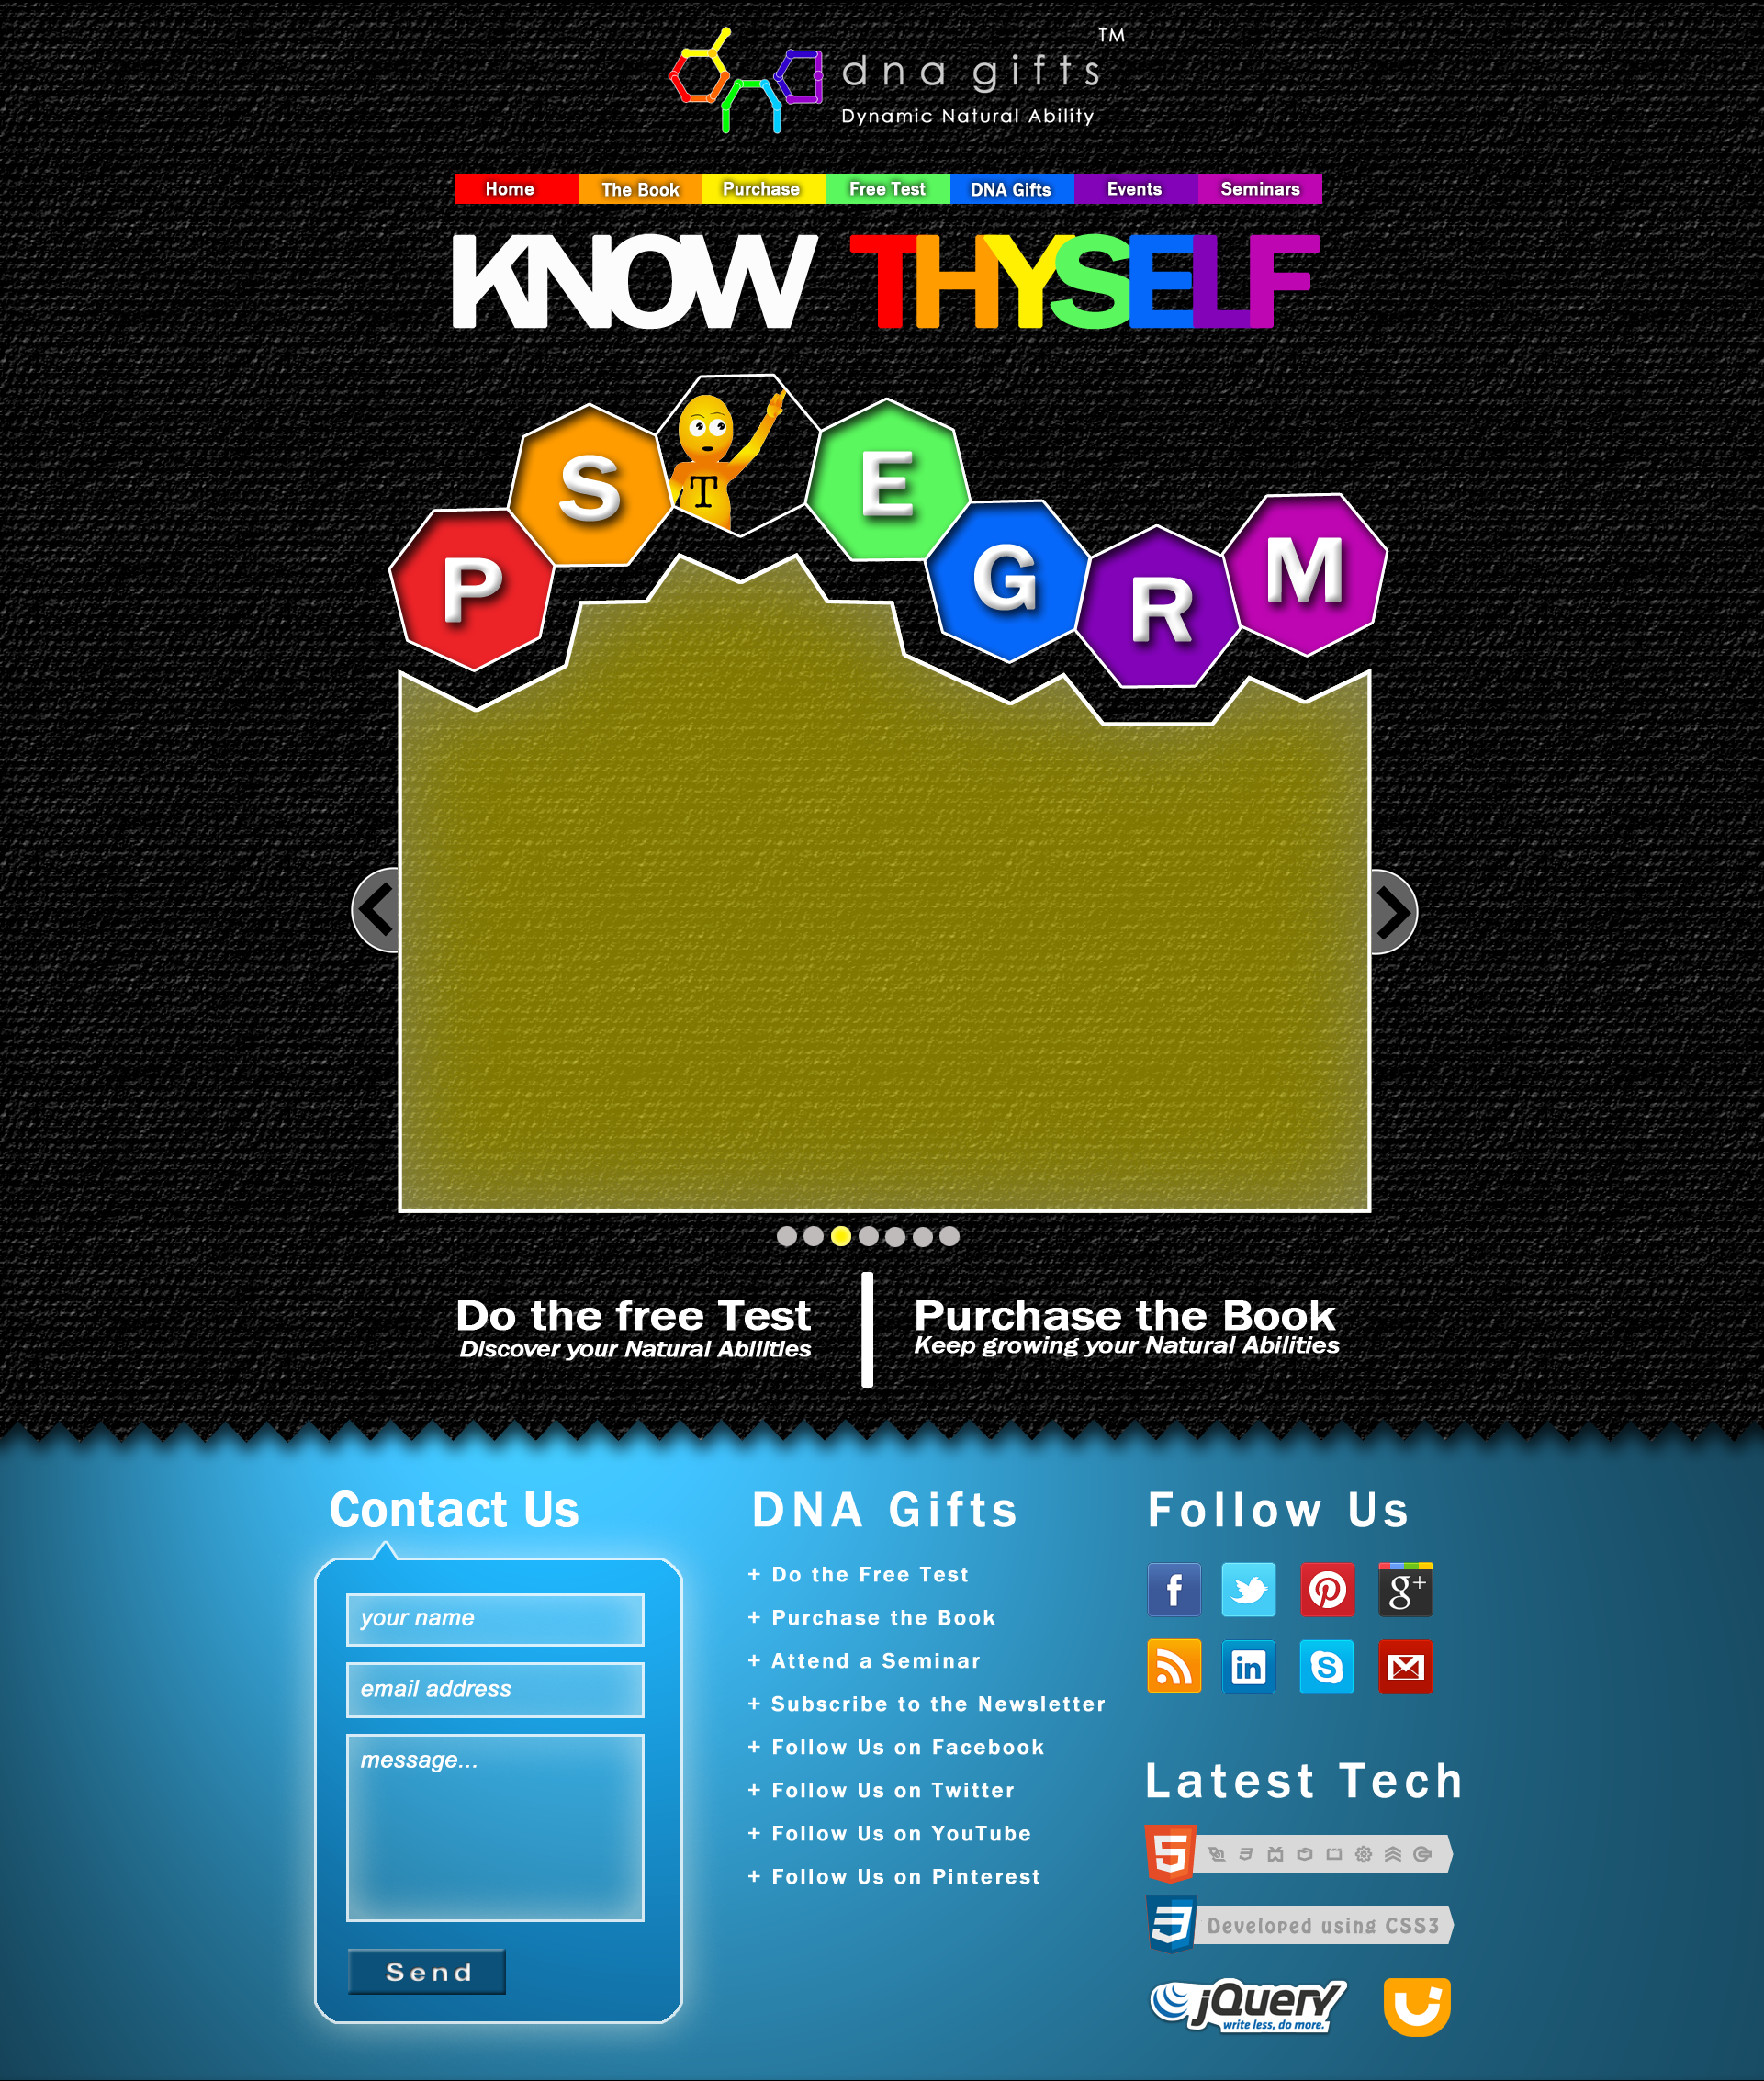 TM
dna gifts
Dynamic Natural Ability
Home The Book Purchase Free Test DNA Gifts Events Seminars
KNOW THYSELF
P S T E G R M
Do the free Test
Discover your Natural Abilities
Purchase the Book
Keep growing your Natural Abilities
Contact Us
your name
email address
message...
Send
DNA Gifts
+ Do the Free Test
+ Purchase the Book
+ Attend a Seminar
+ Subscribe to the Newsletter
+ Follow Us on Facebook
+ Follow Us on Twitter
+ Follow Us on YouTube
+ Follow Us on Pinterest
Follow Us
f
g+
in
S
Latest Tech
5
3 Developed using CSS3
jQuery
write less, do more.